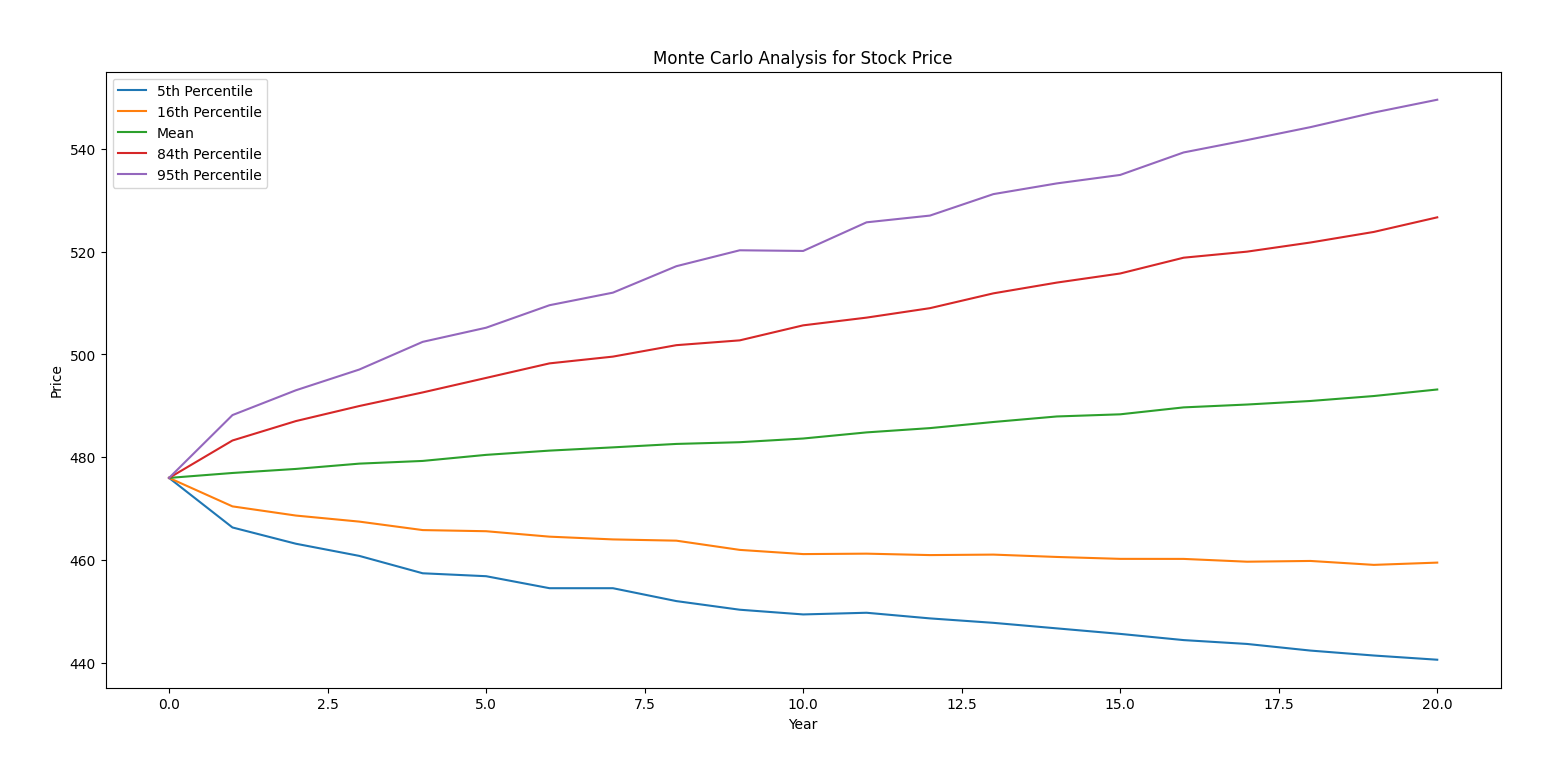 Monte Carlo Analysis for Stock Price
5th Percentile
16th Percentile
Mean
84th Percentile
95th Percentile
540
520
500
480
460
440
Price
0.0 2.5 5.0 7.5 10.0 12.5 15.0 17.5 20.0
Year